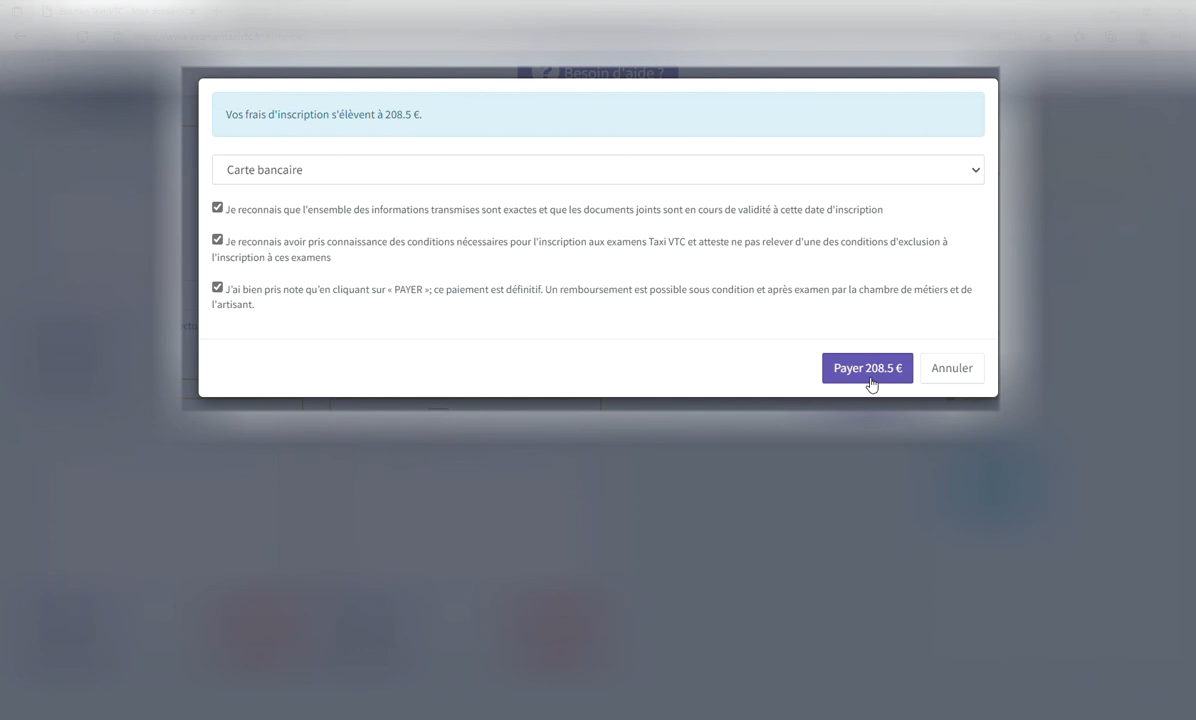 Besoin d'aide ?
Vos frais d'inscription s'élèvent à 208.5 €.
Carte bancaire
Je reconnais que l'ensemble des informations transmises sont exactes et que les documents joints sont en cours de validité à cette date d'inscription
Je reconnais avoir pris connaissance des conditions nécessaires pour l'inscription aux examens Taxi VTC et atteste ne pas relever d'une des conditions d'exclusion à
l'inscription à ces examens
J'ai bien pris note qu'en cliquant sur « PAYER »; ce paiement est définitif. Un remboursement est possible sous condition et après examen par la chambre de métiers et de
l'artisant.
Payer 208.5 €
Annuler